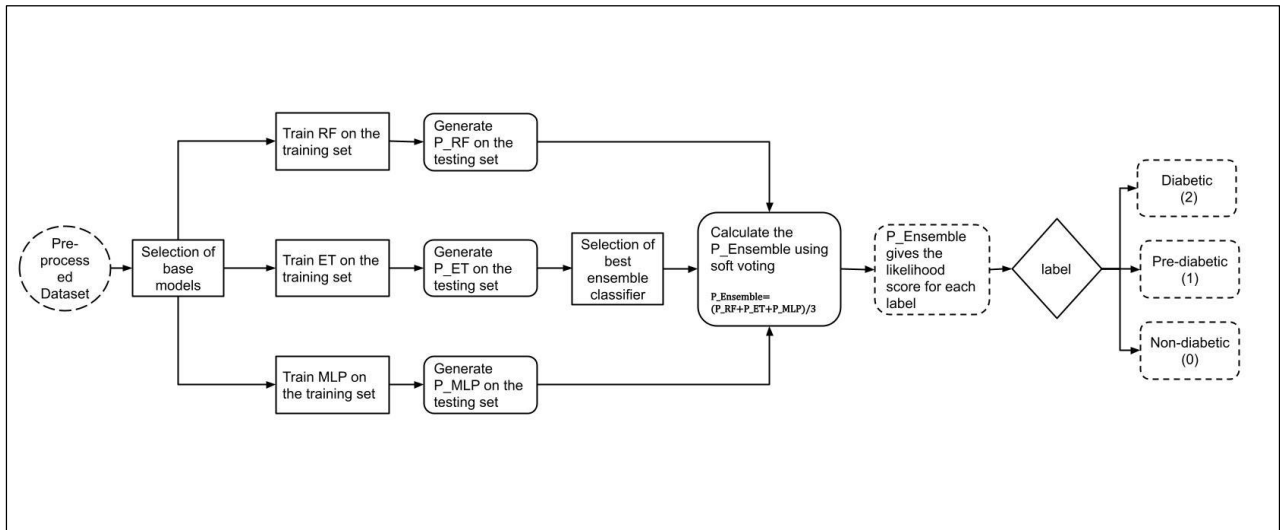 Pre-
process
ed
Dataset
Selection of
base
models
Train RF on the
training set
Generate
P_RF on the
testing set
Train ET on the
training set
Generate
P_ET on the
testing set
Selection of
best
ensemble
classifier
Train MLP on
the training set
Generate
P_MLP on the
testing set
Calculate the
P_Ensemble using
soft voting
P_Ensemble=
(P_RF+P_ET+P_MLP)/3
P_Ensemble
gives the
likelihood
score for each
label
label
Diabetic
(2)
Pre-diabetic
(1)
Non-diabetic
(0)